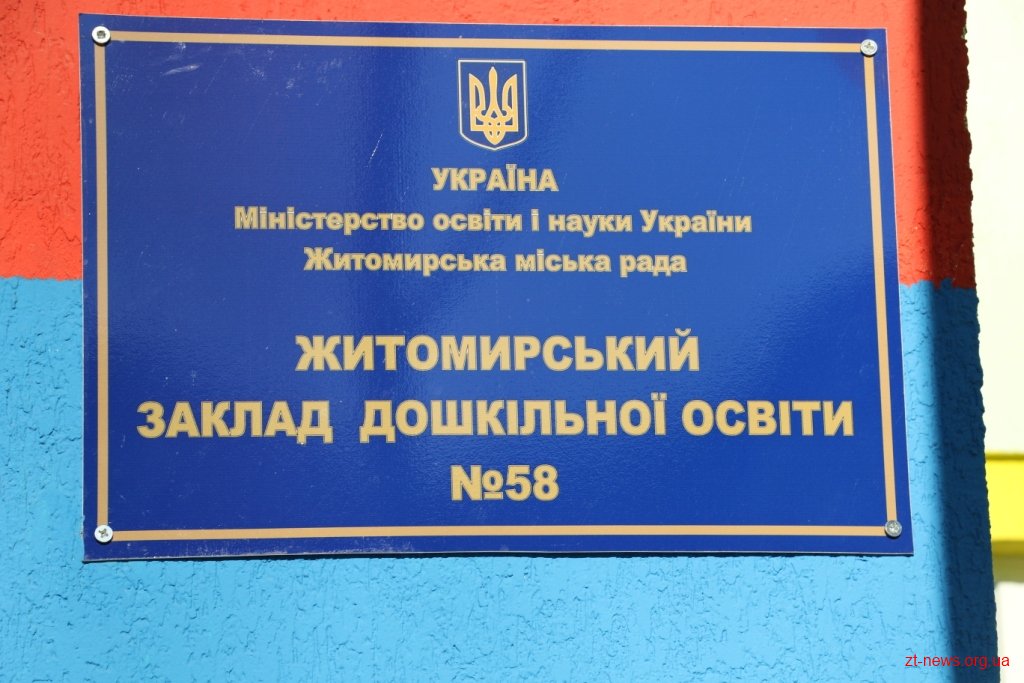 УКРАЇНА
Міністерство освіти і науки України
Житомирська міська рада
ЖИТОМИРСЬКИЙ
ЗАКЛАД ДОШКІЛЬНОЇ ОСВІТИ
№58
zt-news.org.ua